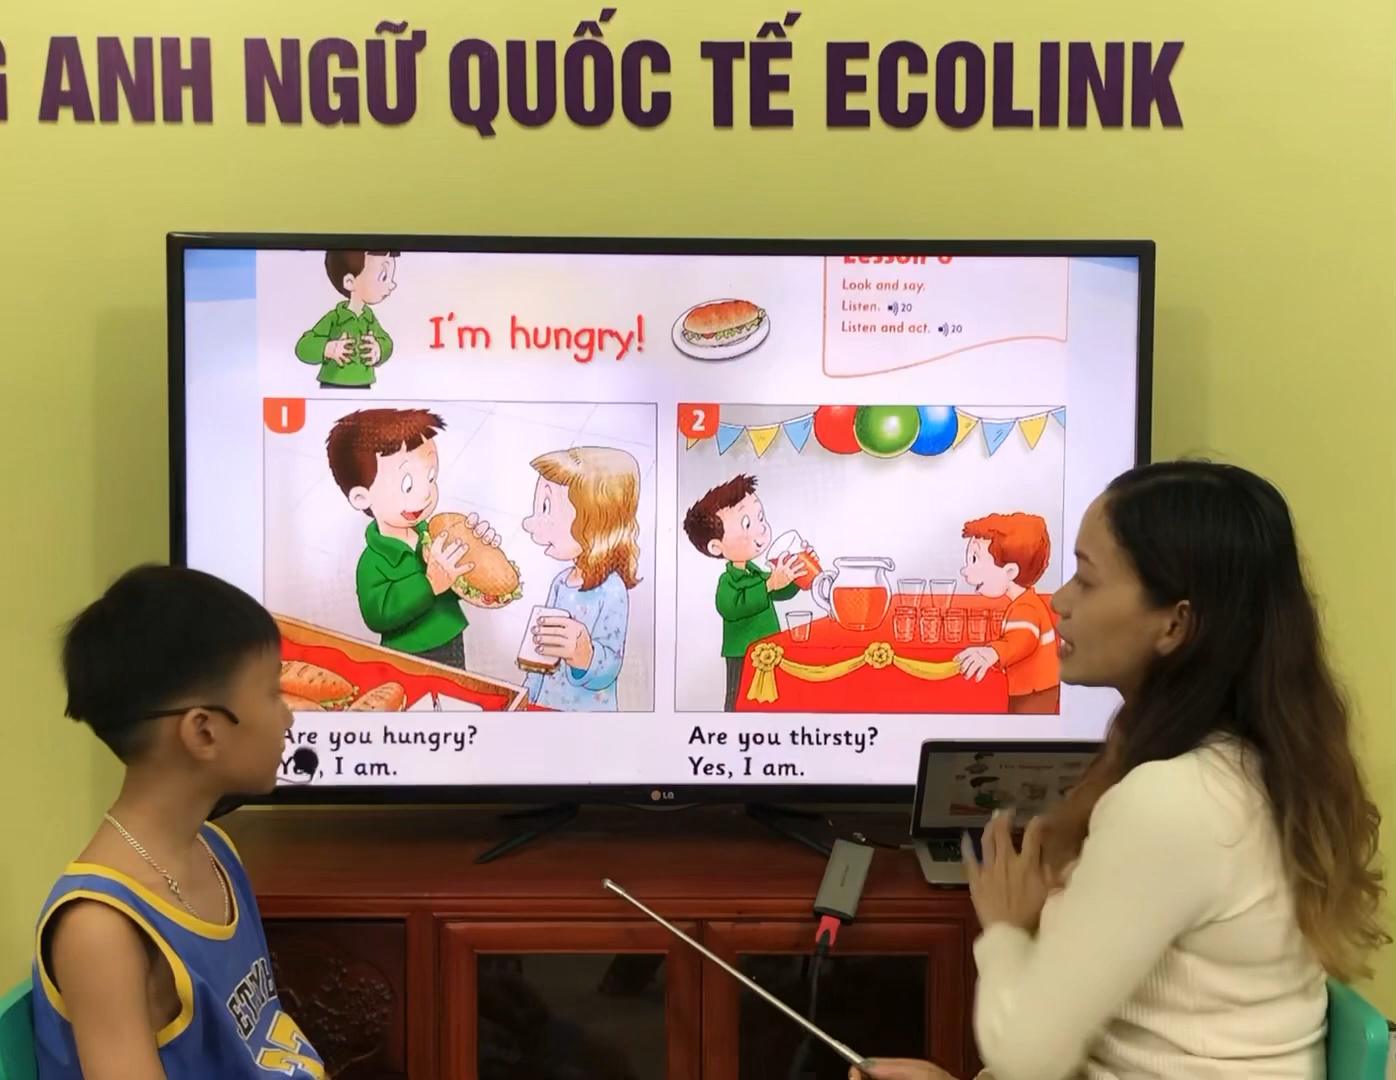 ANH NGỮ QUỐC TẾ ECOLINK
I'm hungry!
Look and say.
Listen. 20
Listen and act. 20
1
2
Are you hungry?
Yes, I am.
Are you thirsty?
Yes, I am.
LG